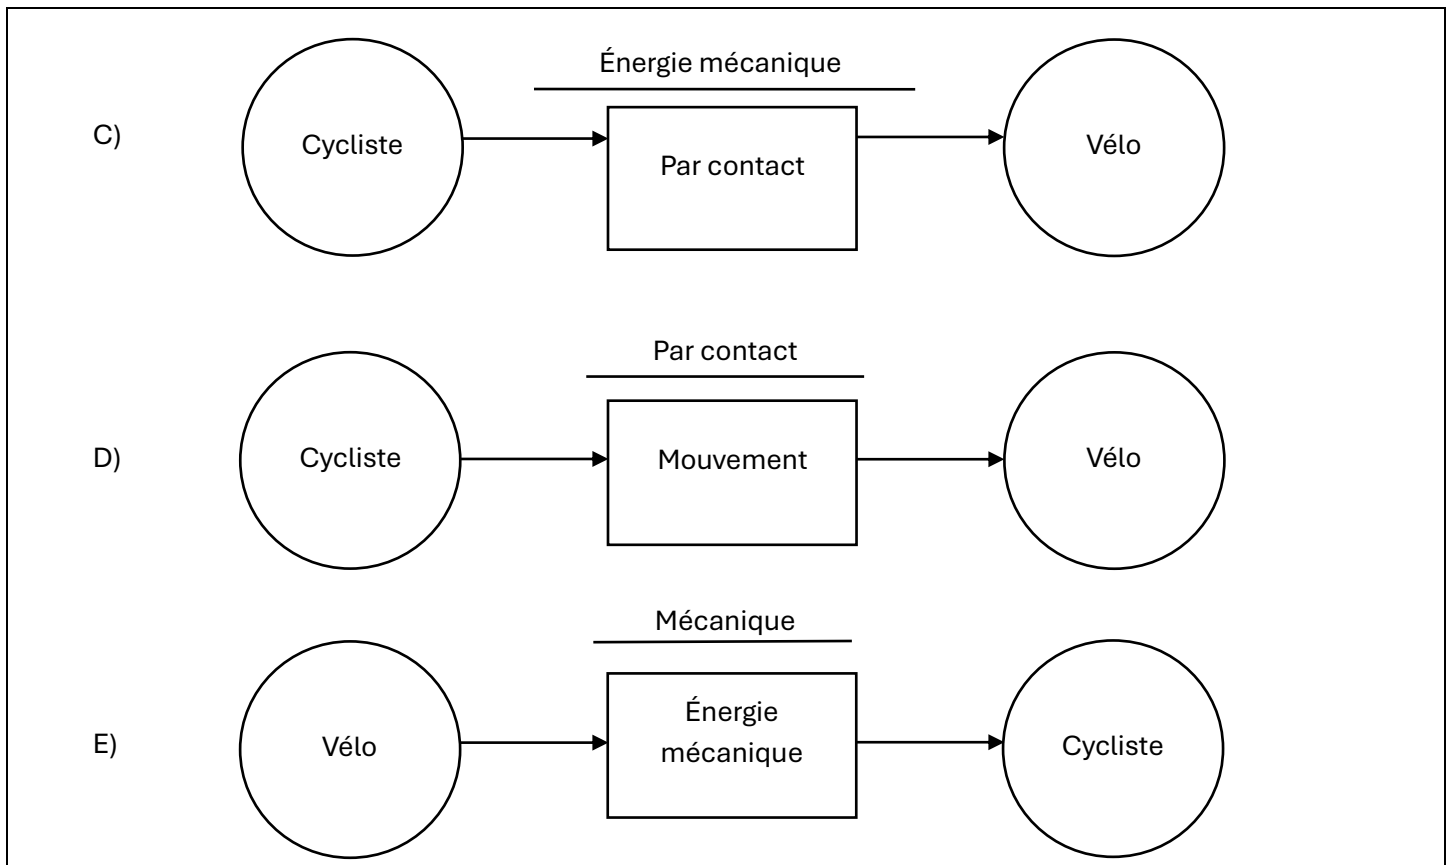 Énergie mécanique
C)
Cycliste
Par contact
Vélo
Par contact
D)
Cycliste
Mouvement
Vélo
Mécanique
E)
Vélo
Énergie
mécanique
Cycliste